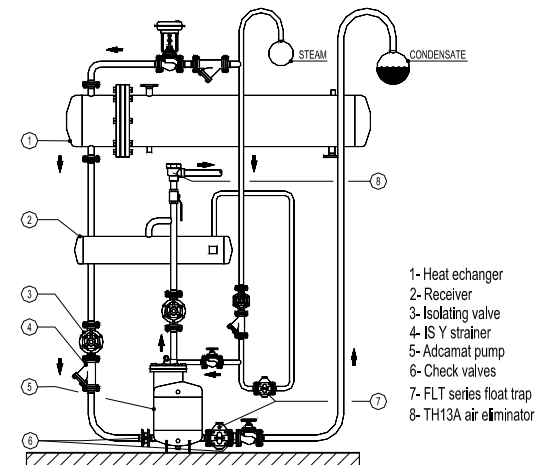 STEAM
CONDENSATE
1
8
2
1- Heat echanger
2- Receiver
3- Isolating valve
4- IS Y strainer
5- Adcamat pump
6- Check valves
7- FLT series float trap
8- TH13A air eliminator
3
4
5
7
6